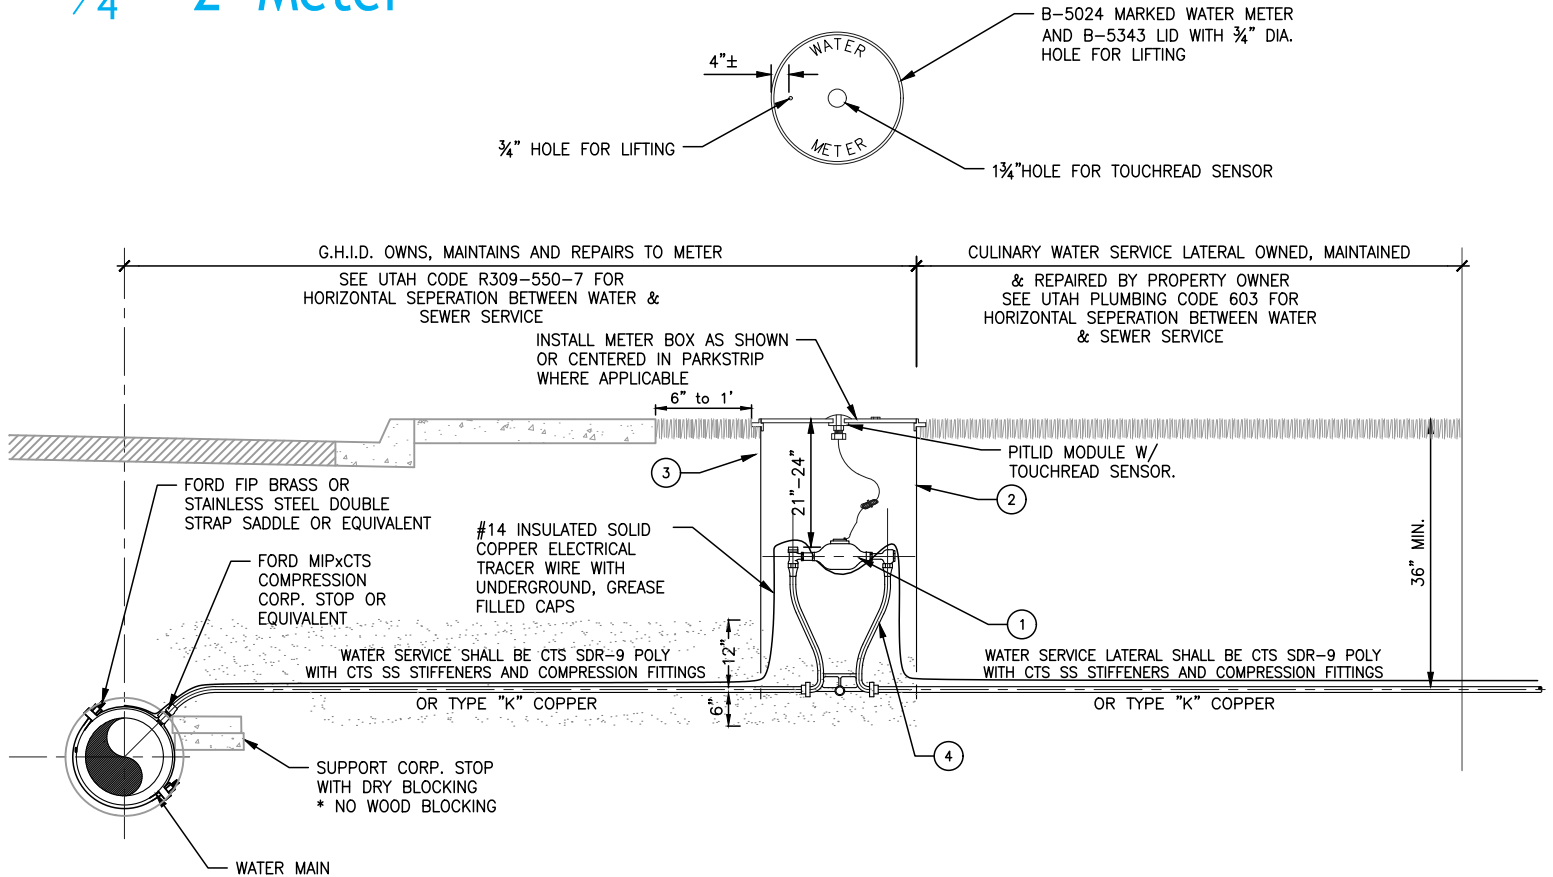 ¾" 2" Meter
B-5024 MARKED WATER METER
AND B-5343 LID WITH ¾" DIA.
HOLE FOR LIFTING
WATER
METER
4"±
¾" HOLE FOR LIFTING
1¾"HOLE FOR TOUCHREAD SENSOR
G.H.I.D. OWNS, MAINTAINS AND REPAIRS TO METER
SEE UTAH CODE R309-550-7 FOR
HORIZONTAL SEPERATION BETWEEN WATER &
SEWER SERVICE
CULINARY WATER SERVICE LATERAL OWNED, MAINTAINED
& REPAIRED BY PROPERTY OWNER
SEE UTAH PLUMBING CODE 603 FOR
HORIZONTAL SEPERATION BETWEEN WATER
& SEWER SERVICE
INSTALL METER BOX AS SHOWN
OR CENTERED IN PARKSTRIP
WHERE APPLICABLE
6" to 1'
PITLID MODULE W/
TOUCHREAD SENSOR.
3
2
21"-24"
36" MIN.
FORD FIP BRASS OR
STAINLESS STEEL DOUBLE
STRAP SADDLE OR EQUIVALENT
#14 INSULATED SOLID
COPPER ELECTRICAL
TRACER WIRE WITH
UNDERGROUND, GREASE
FILLED CAPS
FORD MIPxCTS
COMPRESSION
CORP. STOP OR
EQUIVALENT
1
12"
WATER SERVICE SHALL BE CTS SDR-9 POLY
WITH CTS SS STIFFENERS AND COMPRESSION FITTINGS
OR TYPE "K" COPPER
WATER SERVICE LATERAL SHALL BE CTS SDR-9 POLY
WITH CTS SS STIFFENERS AND COMPRESSION FITTINGS
OR TYPE "K" COPPER
6"
4
SUPPORT CORP. STOP
WITH DRY BLOCKING
* NO WOOD BLOCKING
WATER MAIN